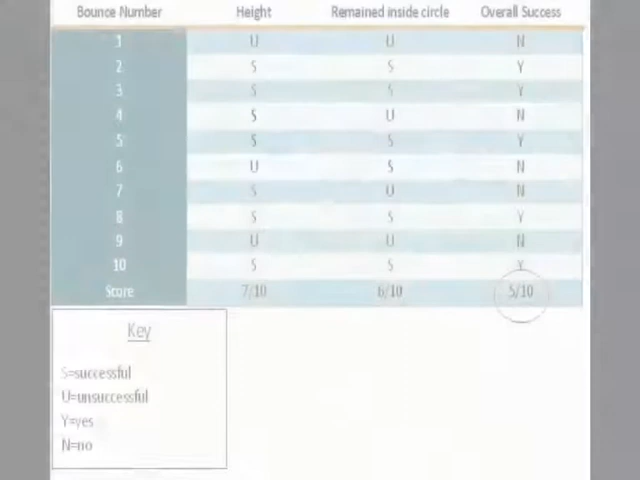 Bounce Number Height Remained inside circle Overall Success
1 U U N
2 S S Y
3 S S Y
4 S U N
5 S S Y
6 U S N
7 S U N
8 S S Y
9 U U N
10 S S Y
Score 7/10 6/10 5/10
Key
S=successful
U=unsuccessful
Y=yes
N=no